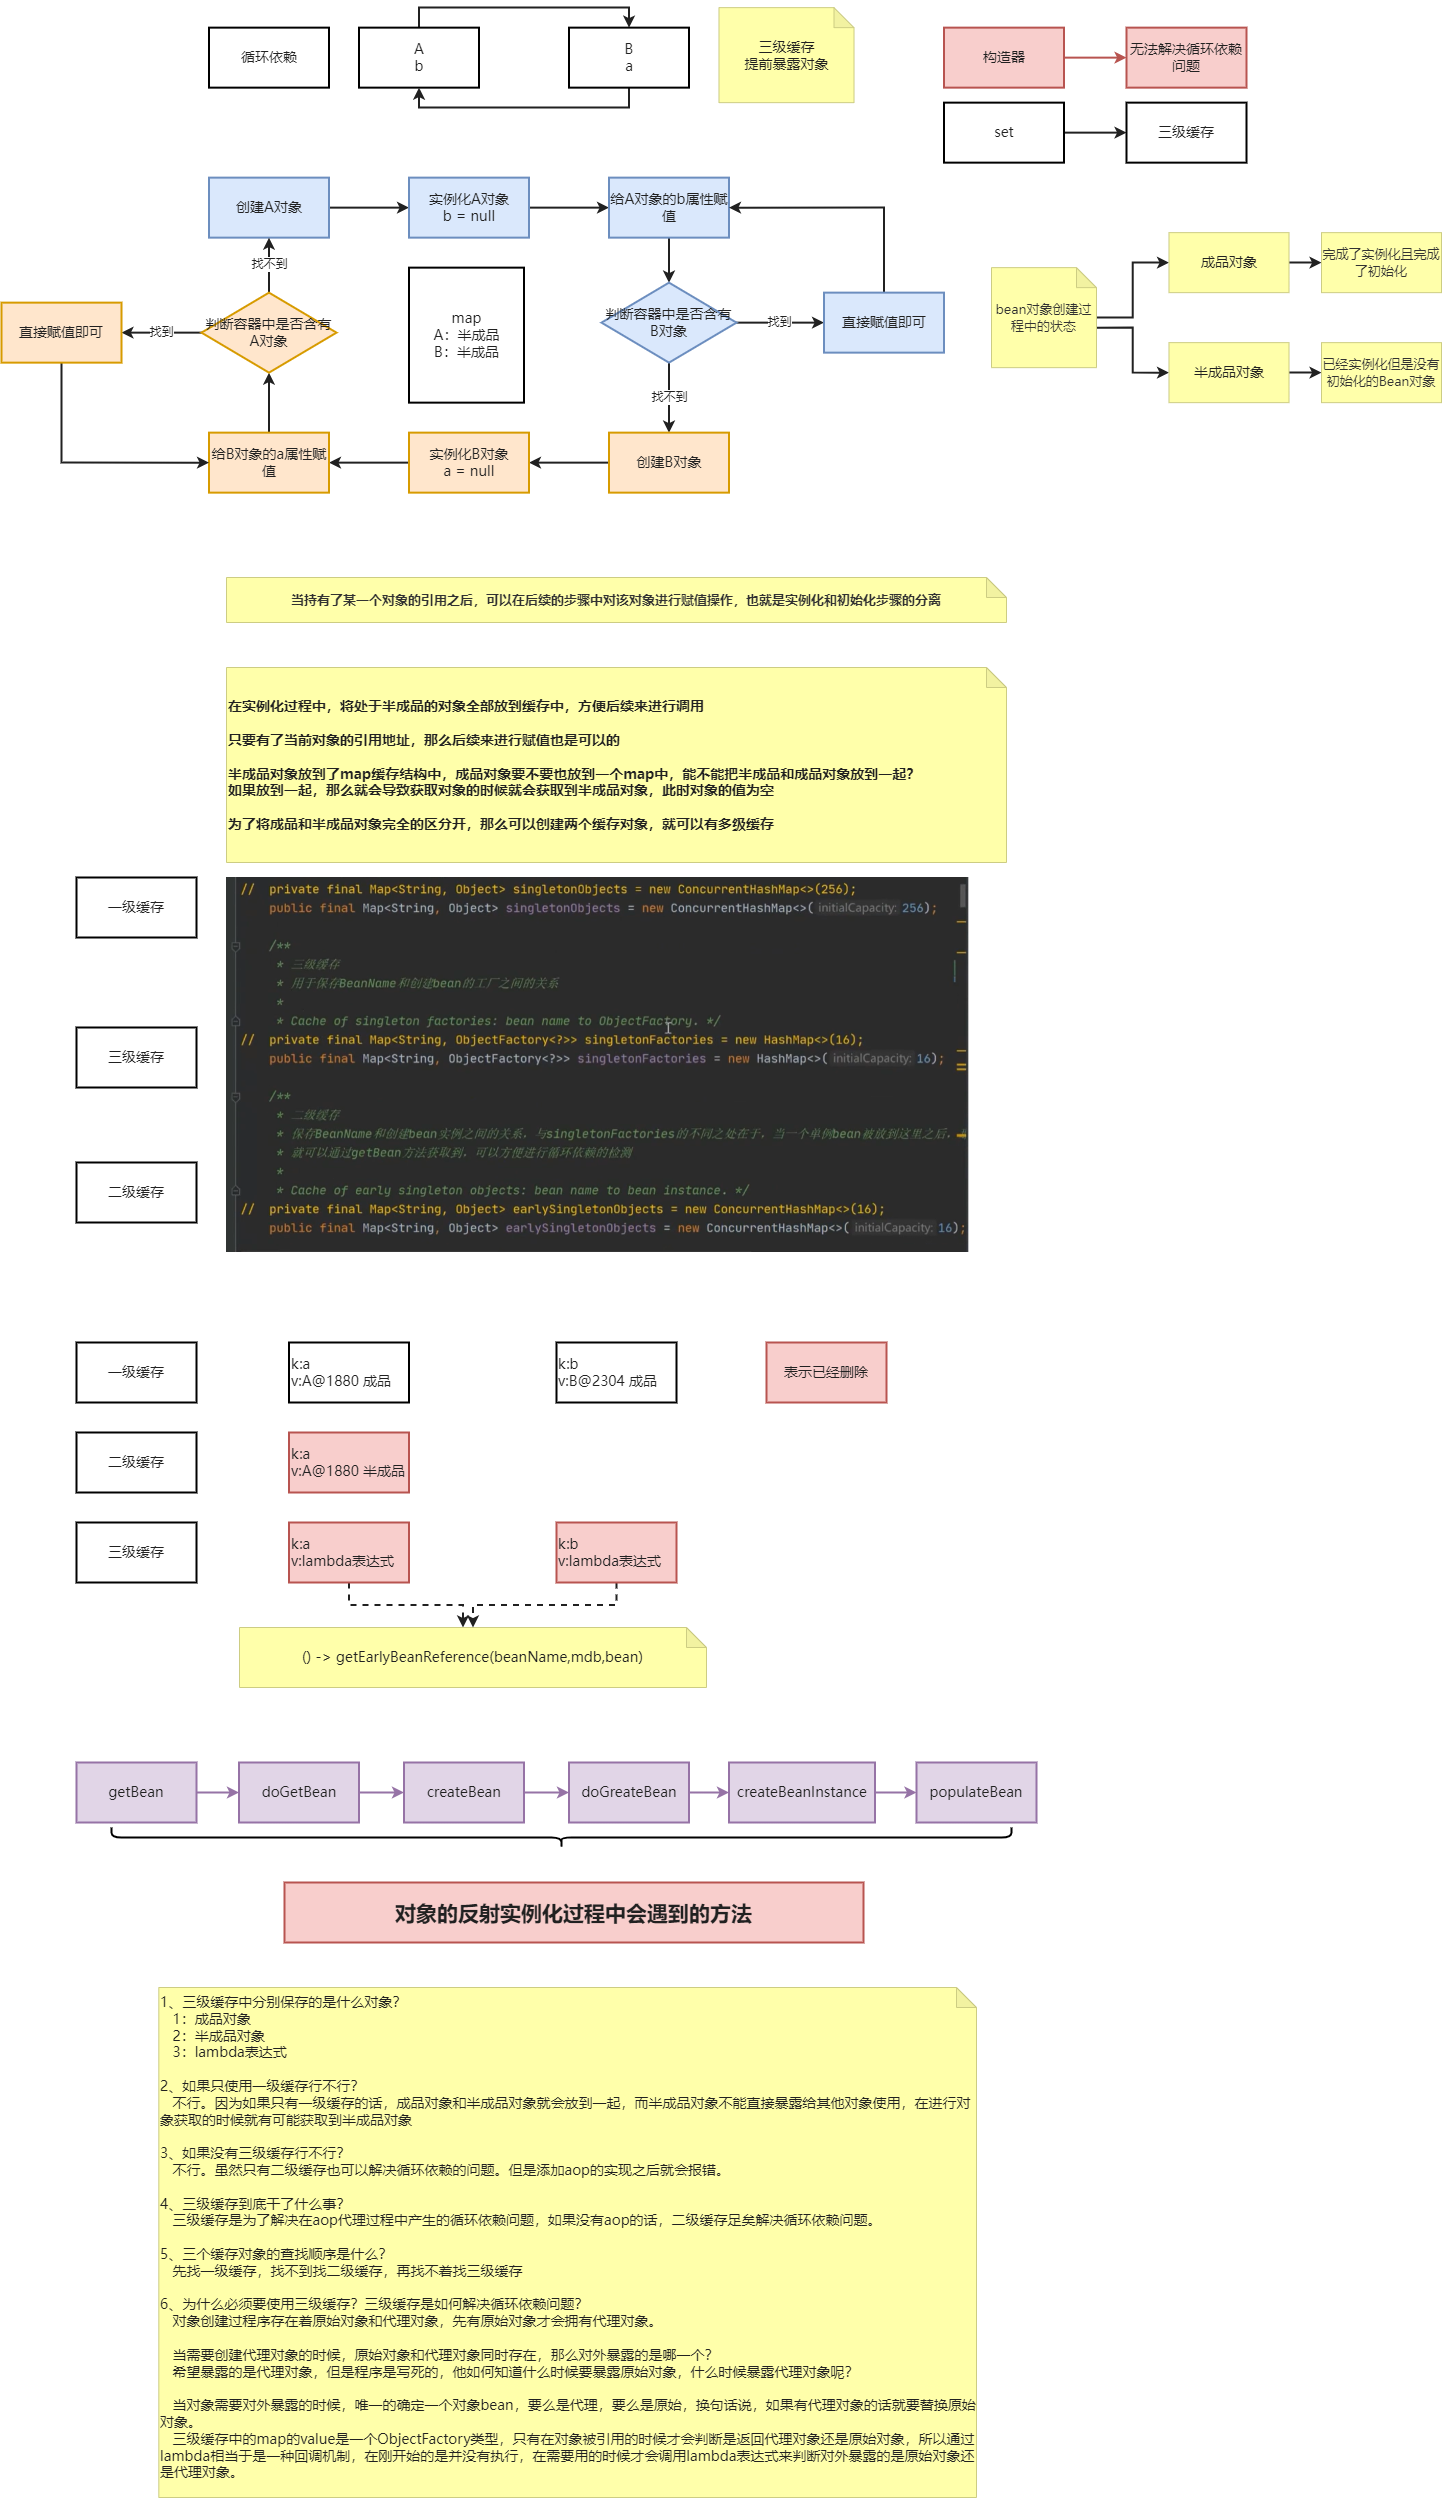 循环依赖
A
b
B
a
三级缓存
提前暴露对象
构造器
无法解决循环依赖
问题
set
三级缓存
创建A对象
实例化A对象
b = null
给A对象的b属性赋
值
找不到
判断容器中是否含有
A对象
找到
直接赋值即可
map
A：半成品
B：半成品
判断容器中是否含有
B对象
找到
直接赋值即可
找不到
给B对象的a属性赋
值
实例化B对象
a = null
创建B对象
bean对象创建过
程中的状态
成品对象
完成了实例化且完成
了初始化
半成品对象
已经实例化但是没有
初始化的Bean对象
当持有了某一个对象的引用之后，可以在后续的步骤中对该对象进行赋值操作，也就是实例化和初始化步骤的分离
在实例化过程中，将处于半成品的对象全部放到缓存中，方便后续来进行调用
只要有了当前对象的引用地址，那么后续来进行赋值也是可以的
半成品对象放到了map缓存结构中，成品对象要不要也放到一个map中，能不能把半成品和成品对象放到一起？
如果放到一起，那么就会导致获取对象的时候就会获取到半成品对象，此时对象的值为空
为了将成品和半成品对象完全的区分开，那么可以创建两个缓存对象，就可以有多级缓存
一级缓存
三级缓存
二级缓存
//  private final Map<String, Object> singletonObjects = new ConcurrentHashMap<>(256);
public final Map<String, Object> singletonObjects = new ConcurrentHashMap<>( initialCapacity: 256);
/**
* 三级缓存
* 用于保存BeanName和创建bean的工厂之间的关系
*
* Cache of singleton factories: bean name to ObjectFactory. */
//  private final Map<String, ObjectFactory<?>> singletonFactories = new HashMap<>(16);
public final Map<String, ObjectFactory<?>> singletonFactories = new HashMap<>( initialCapacity: 16);
/**
* 二级缓存
* 保存BeanName和创建bean实例之间的关系，与singletonFactories的不同之处在于，当一个单例bean被放到这里之后，
* 就可以通过getBean方法获取到，可以方便进行循环依赖的检测
*
* Cache of early singleton objects: bean name to bean instance. */
//  private final Map<String, Object> earlySingletonObjects = new ConcurrentHashMap<>(16);
public final Map<String, Object> earlySingletonObjects = new ConcurrentHashMap<>( initialCapacity: 16);
一级缓存
k:a
v:A@1880 成品
k:b
v:B@2304 成品
表示已经删除
二级缓存
k:a
v:A@1880 半成品
三级缓存
k:a
v:lambda表达式
k:b
v:lambda表达式
() -> getEarlyBeanReference(beanName,mdb,bean)
getBean
doGetBean
createBean
doGreateBean
createBeanInstance
populateBean
对象的反射实例化过程中会遇到的方法
1、三级缓存中分别保存的是什么对象？
1：成品对象
2：半成品对象
3：lambda表达式
2、如果只使用一级缓存行不行？
不行。因为如果只有一级缓存的话，成品对象和半成品对象就会放到一起，而半成品对象不能直接暴露给其他对象使用，在进行对
象获取的时候就有可能获取到半成品对象
3、如果没有三级缓存行不行？
不行。虽然只有二级缓存也可以解决循环依赖的问题。但是添加aop的实现之后就会报错。
4、三级缓存到底干了什么事？
三级缓存是为了解决在aop代理过程中产生的循环依赖问题，如果没有aop的话，二级缓存足矣解决循环依赖问题。
5、三个缓存对象的查找顺序是什么？
先找一级缓存，找不到找二级缓存，再找不着找三级缓存
6、为什么必须要使用三级缓存？三级缓存是如何解决循环依赖问题？
对象创建过程序存在着原始对象和代理对象，先有原始对象才会拥有代理对象。
当需要创建代理对象的时候，原始对象和代理对象同时存在，那么对外暴露的是哪一个？
希望暴露的是代理对象，但是程序是写死的，他如何知道什么时候要暴露原始对象，什么时候暴露代理对象呢？
当对象需要对外暴露的时候，唯一的确定一个对象bean，要么是代理，要么是原始，换句话说，如果有代理对象的话就要替换原始
对象。
三级缓存中的map的value是一个ObjectFactory类型，只有在对象被引用的时候才会判断是返回代理对象还是原始对象，所以通过
lambda相当于是一种回调机制，在刚开始的是并没有执行，在需要用的时候才会调用lambda表达式来判断对外暴露的是原始对象还
是代理对象。